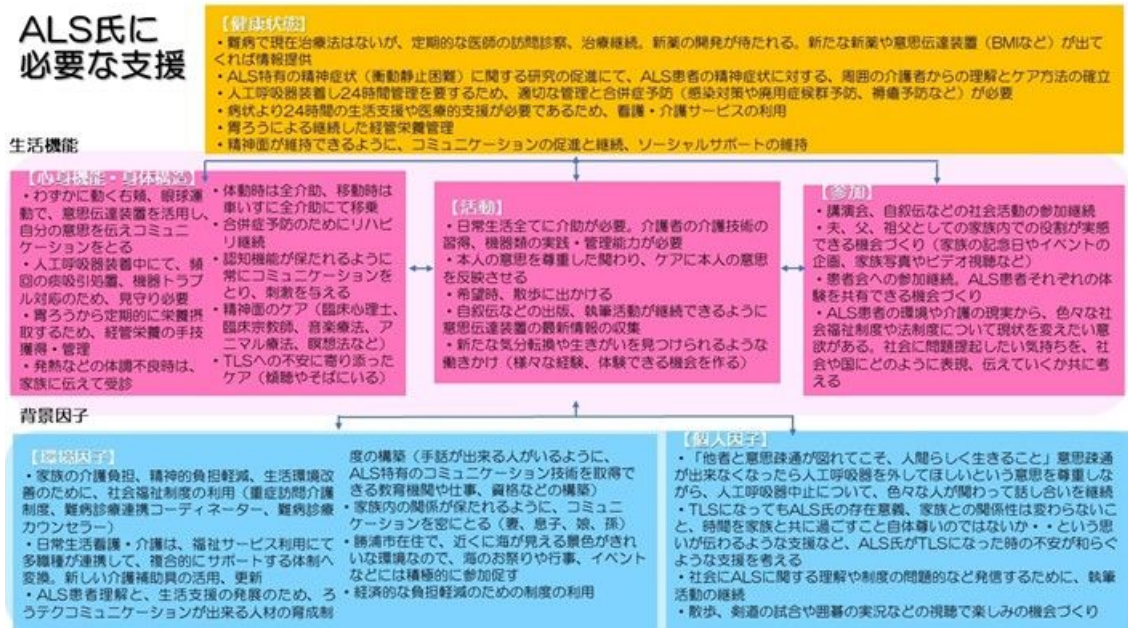 ALS氏に
必要な支援
【健康状態】
・難病で現在治療法はないが、定期的な医師の訪問診察、治療継続。新薬の開発が待たれる。新たな新薬や意思伝達装置（BMIなど）が出て
くれば情報提供
・ALS特有の精神症状（衝動静止困難）に関する研究の促進にて、ALS患者の精神症状に対する、周囲の介護者からの理解とケア方法の確立
・人工呼吸器装着し24時間管理を要するため、適切な管理と合併症予防（感染対策や廃用症候群予防、褥瘡予防など）が必要
・病状より24時間の生活支援や医療的支援が必要であるため、看護・介護サービスの利用
・胃ろうによる継続した経管栄養管理
・精神面が維持できるように、コミュニケーションの促進と継続、ソーシャルサポートの維持
生活機能
【心身機能・身体構造】
・わずかに動く右頬、眼球運
動で、意思伝達装置を活用し、
自分の意思を伝えコミュニ
ケーションをとる
・人工呼吸器装着中にて、頻
回の痰吸引処置、機器トラブ
ル対応のため、見守り必要
・胃ろうから定期的に栄養摂
取するため、経管栄養の手技
獲得・管理
・発熱などの体調不良時は、
家族に伝えて受診
・体動時は全介助、移動時は
車いすに全介助にて移乗
・合併症予防のためにリハビ
リ継続
・認知機能が保たれるように
常にコミュニケーションを
とり、刺激を与える
・精神面のケア（臨床心理士、
臨床宗教師、音楽療法、ア
ニマル療法、瞑想法など）
・TLSへの不安に寄り添った
ケア（傾聴やそばにいる）
【活動】
・日常生活全てに介助が必要。介護者の介護技術の
習得、機器類の実践・管理能力が必要
・本人の意思を尊重した関わり、ケアに本人の意思
を反映させる
・希望時、散歩に出かける
・自叙伝などの出版、執筆活動が継続できるように
意思伝達装置の最新情報の収集
・新たな気分転換や生きがいを見つけられるような
働きかけ（様々な経験、体験できる機会を作る）
【参加】
・講演会、自叙伝などの社会活動の参加継続
・夫、父、祖父としての家族内での役割が実感
できる機会づくり（家族の記念日やイベントの
企画、家族写真やビデオ視聴など）
・患者会への参加継続。ALS患者それぞれの体
験を共有できる機会づくり
・ALS患者の環境や介護の現実から、色々な社
会福祉制度や法制度について現状を変えたい意
欲がある。社会に問題提起したい気持ちを、社
会や国にどのように表現、伝えていくか共に考
える
背景因子
【環境因子】
・家族の介護負担、精神的負担軽減、生活環境改
善のために、社会福祉制度の利用（重症訪問介護
制度、難病診療連携コーディネーター、難病診療
カウンセラー）
・日常生活看護・介護は、福祉サービス利用にて
多職種が連携して、複合的にサポートする体制へ
変換。新しい介護補助具の活用、更新
・ALS患者理解と、生活支援の発展のため、ろ
うテクコミュニケーションが出来る人材の育成制
度の構築（手話が出来る人がいるように、
ALS特有のコミュニケーション技術を取得で
きる教育機関や仕事、資格などの構築）
・家族内の関係が保たれるように、コミュニ
ケーションを密にとる（妻、息子、娘、孫）
・勝浦市在住で、近くに海が見える景色がきれ
いな環境なので、海のお祭りや行事、イベント
などには積極的に参加促す
・経済的な負担軽減のための制度の利用
【個人因子】
・「他者と意思疎通が図れてこそ、人間らしく生きること」意思疎通
が出来なくなったら人工呼吸器を外してほしいという意思を尊重しな
がら、人工呼吸器中止について、色々な人が関わって話し合いを継続
・TLSになってもALS氏の存在意義、家族との関係性は変わらないこ
と、時間を家族と共に過ごすこと自体尊いのではないか・・という思
いが伝わるような支援など、ALS氏がTLSになった時の不安が和らぐ
ような支援を考える
・社会にALSに関する理解や制度の問題的など発信するために、執筆
活動の継続
・散歩、剣道の試合や囲碁の実況などの視聴で楽しみの機会づくり